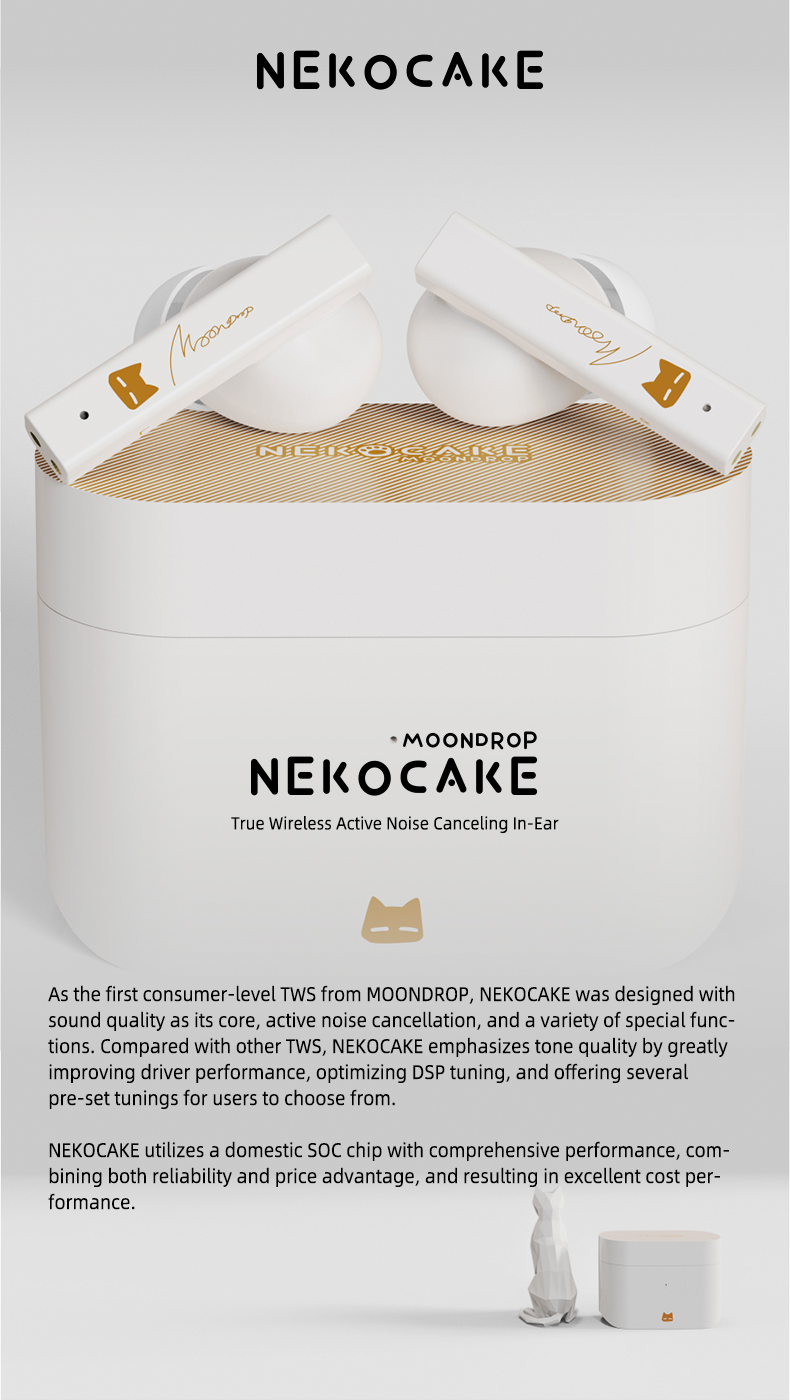 NEKOCAKE
Moondrop
Moondrop
NEKOCAKE
MOONDROP
MOONDROP
NEKOCAKE
True Wireless Active Noise Canceling In-Ear
As the first consumer-level TWS from MOONDROP, NEKOCAKE was designed with
sound quality as its core, active noise cancellation, and a variety of special func-
tions. Compared with other TWS, NEKOCAKE emphasizes tone quality by greatly
improving driver performance, optimizing DSP tuning, and offering several
pre-set tunings for users to choose from.
NEKOCAKE utilizes a domestic SOC chip with comprehensive performance, com-
bining both reliability and price advantage, and resulting in excellent cost per-
formance.